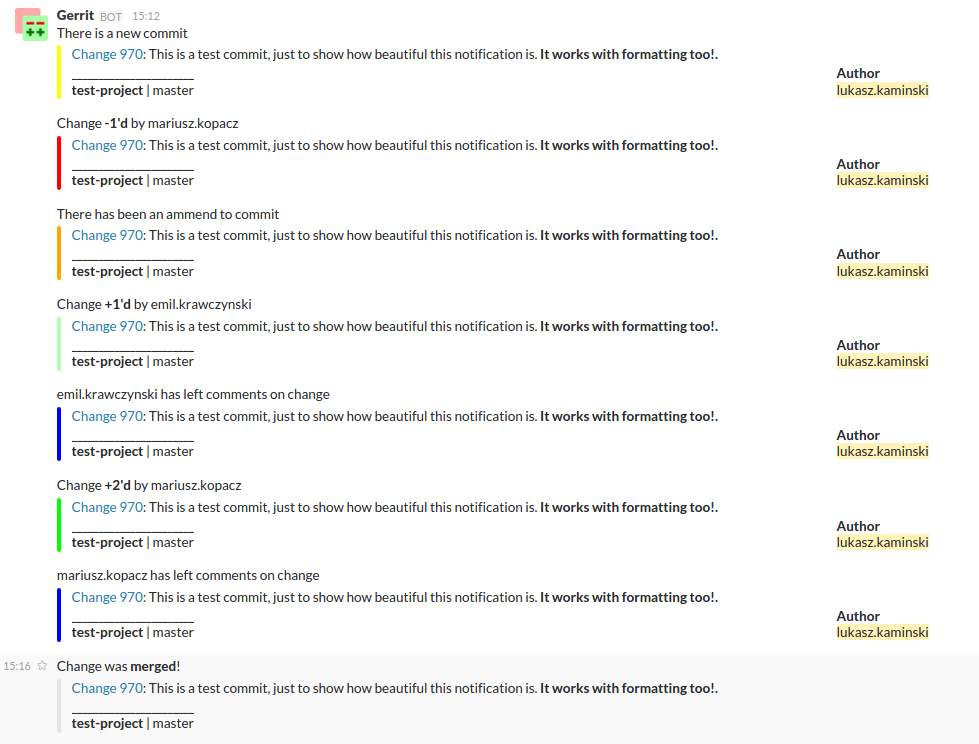 Gerrit BOT 15:12
There is a new commit
Change 970: This is a test commit, just to show how beautiful this notification is. It works with formatting too!.
Author
test-project | master
lukasz.kaminski
Change -1'd by mariusz.kopacz
Change 970: This is a test commit, just to show how beautiful this notification is. It works with formatting too!.
Author
test-project | master
lukasz.kaminski
There has been an ammend to commit
Change 970: This is a test commit, just to show how beautiful this notification is. It works with formatting too!.
Author
test-project | master
lukasz.kaminski
Change +1'd by emil.krawczynski
Change 970: This is a test commit, just to show how beautiful this notification is. It works with formatting too!.
Author
test-project | master
lukasz.kaminski
emil.krawczynski has left comments on change
Change 970: This is a test commit, just to show how beautiful this notification is. It works with formatting too!.
Author
test-project | master
lukasz.kaminski
Change +2'd by mariusz.kopacz
Change 970: This is a test commit, just to show how beautiful this notification is. It works with formatting too!.
Author
test-project | master
lukasz.kaminski
mariusz.kopacz has left comments on change
Change 970: This is a test commit, just to show how beautiful this notification is. It works with formatting too!.
Author
test-project | master
lukasz.kaminski
15:16 Change was merged!
Change 970: This is a test commit, just to show how beautiful this notification is. It works with formatting too!.
test-project | master